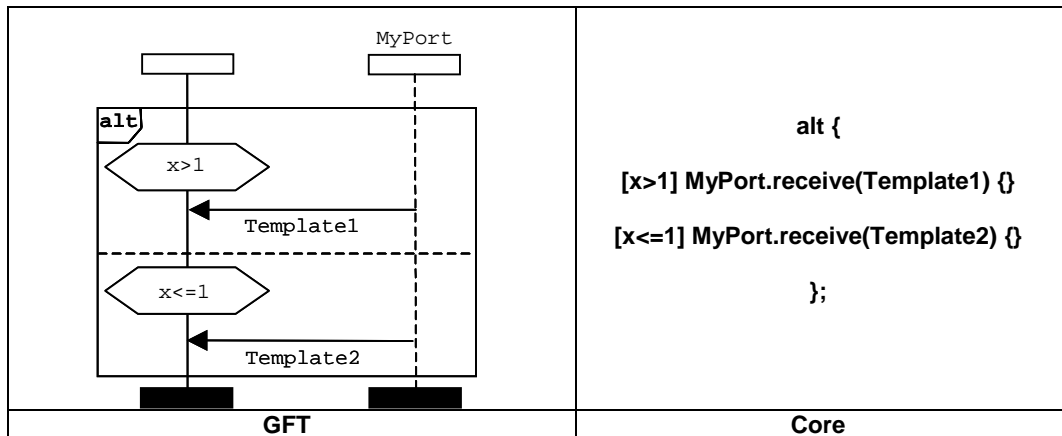 MyPort
alt
x>1
Template1
x<=1
Template2
GFT
alt {
[x>1] MyPort.receive(Template1) {}
[x<=1] MyPort.receive(Template2) {}
};
Core